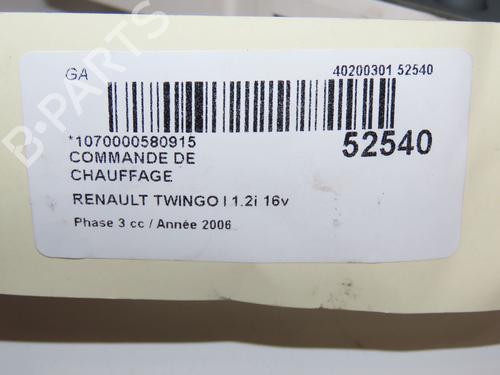 GA
40200301 52540
*1070000580915
52540
COMMANDE DE
CHAUFFAGE
RENAULT TWINGO I 1.2i 16v
Phase 3 cc / Année 2006
B-PARTS